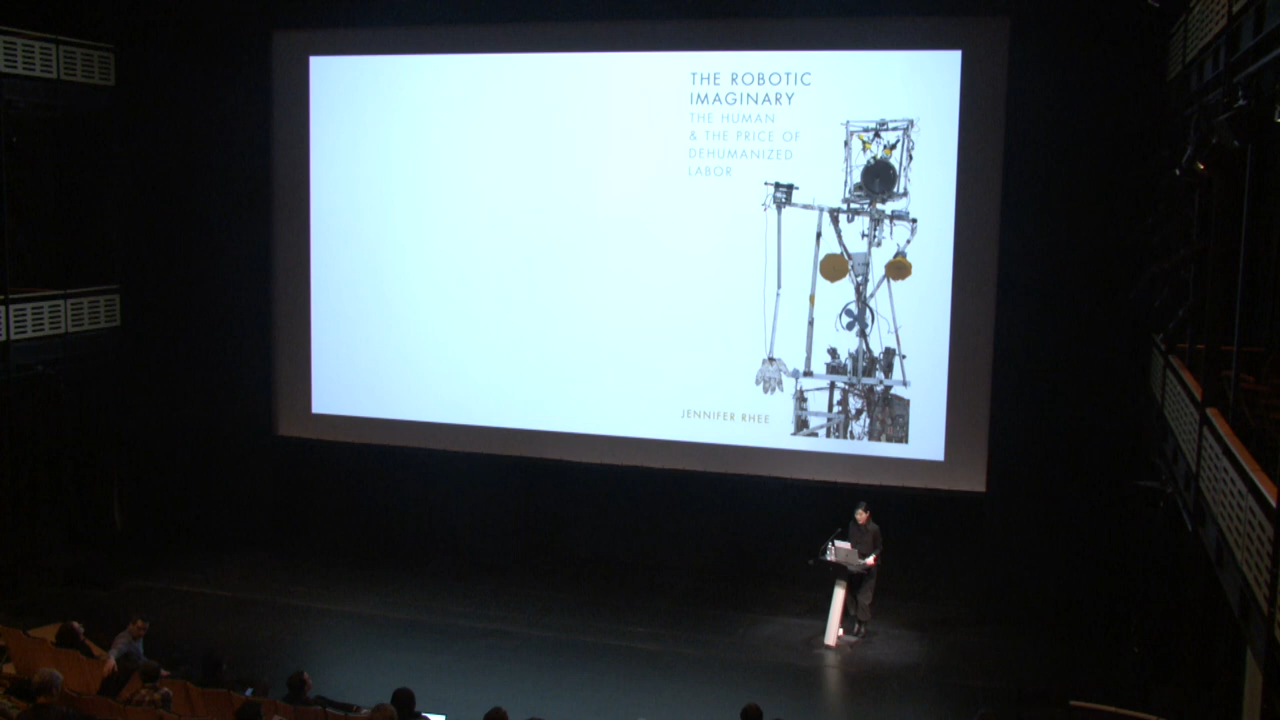 THE ROBOTIC
IMAGINARY
THE HUMAN
& THE PRICE OF
DEHUMANIZED
LABOR
JENNIFER RHEE